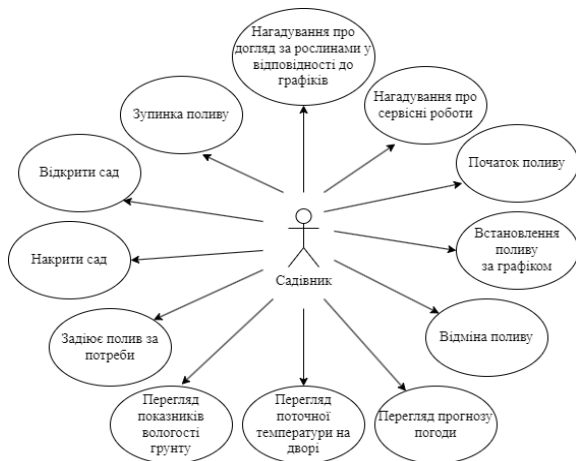 Нагадування про
догляд за рослинами у
відповідності до
графіків
Нагадування про
сервісні роботи
Зупинка поливу
Початок поливу
Відкрити сад
Встановлення
поливу
за графіком
Накрити сад
Садівник
Задіює полив за
потреби
Відміна поливу
Перегляд
показників
вологості
грунту
Перегляд
поточної
температури на
дворі
Перегляд прогнозу
погоди